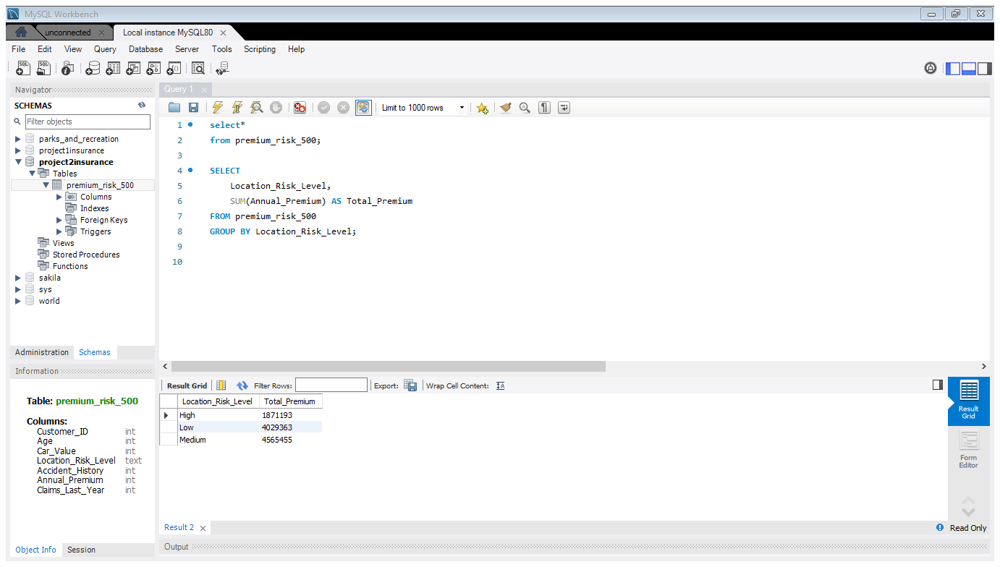 MySQL Workbench
unconnected
Local instance MySQL80
File Edit View Query Database Server Tools Scripting Help
Navigator
SCHEMAS
Filter objects
parks_and_recreation
project1insurance
project2insurance
Tables
premium_risk_500
Columns
Indexes
Foreign Keys
Triggers
Views
Stored Procedures
Functions
sakila
sys
world
Administration Schemas
Information
Table: premium_risk_500
Columns:
Customer_ID int
Age int
Car_Value int
Location_Risk_Level text
Accident_History int
Annual_Premium int
Claims_Last_Year int
Object Info Session
Query 1
Limit to 1000 rows
1 select*
2 from premium_risk_500;
3
4 SELECT
5 Location_Risk_Level,
6 SUM(Annual_Premium) AS Total_Premium
7 FROM premium_risk_500
8 GROUP BY Location_Risk_Level;
9
10
Result Grid Filter Rows: Export: Wrap Cell Content:
Location_Risk_Level Total_Premium
High 1871193
Low 4029363
Medium 4565455
Result Grid
Form Editor
Result 2
Read Only
Output